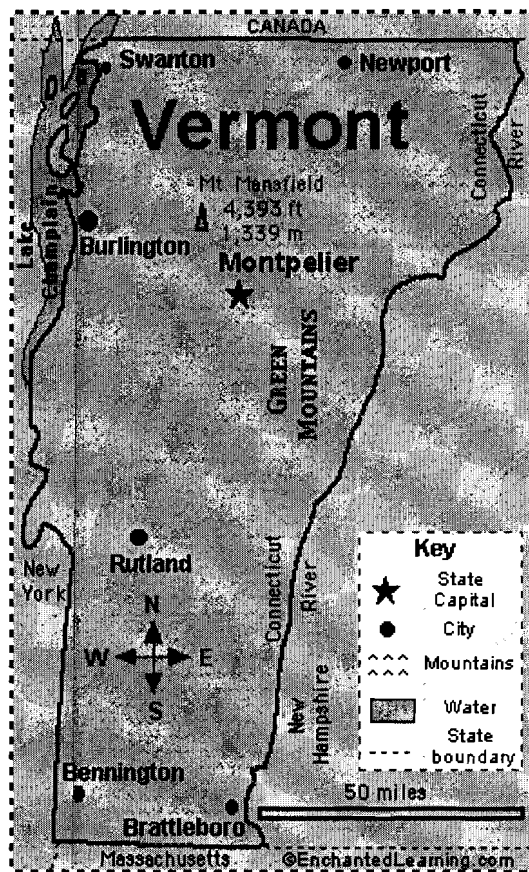 CANADA
Swanton
Newport
Vermont
Connecticut
River
Mt. Mansfield
4,393 ft
1,339 m
Lake
Champlain
Burlington
Montpelier
GREEN
MOUNTAINS
Rutland
New
York
Connecticut
River
N
W E
S
New
Hampshire
Key
State
Capital
City
Mountains
Water
State
boundary
Bennington
50 miles
Brattleboro
Massachusetts
©EnchantedLearning.com